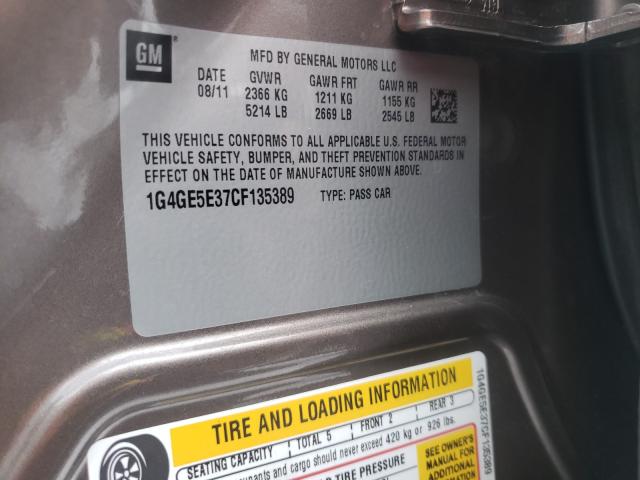 GM
MFD BY GENERAL MOTORS LLC
DATE GVWR GAWR FRT GAWR RR
08/11 2366 KG 1211 KG 1155 KG
5214 LB 2669 LB 2545 LB
THIS VEHICLE CONFORMS TO ALL APPLICABLE U.S. FEDERAL MOTOR
VEHICLE SAFETY, BUMPER, AND THEFT PREVENTION STANDARDS IN
EFFECT ON THE DATE OF MANUFACTURE SHOWN ABOVE.
1G4GE5E37CF135389 TYPE: PASS CAR
TIRE AND LOADING INFORMATION
SEATING CAPACITY TOTAL 5 FRONT 2 REAR 3
and cargo should never exceed 420 kg or 926 lbs.
TIRE PRESSURE
SEE OWNER'S
MANUAL FOR
ADDITIONAL
1G4GE5E37CF135389